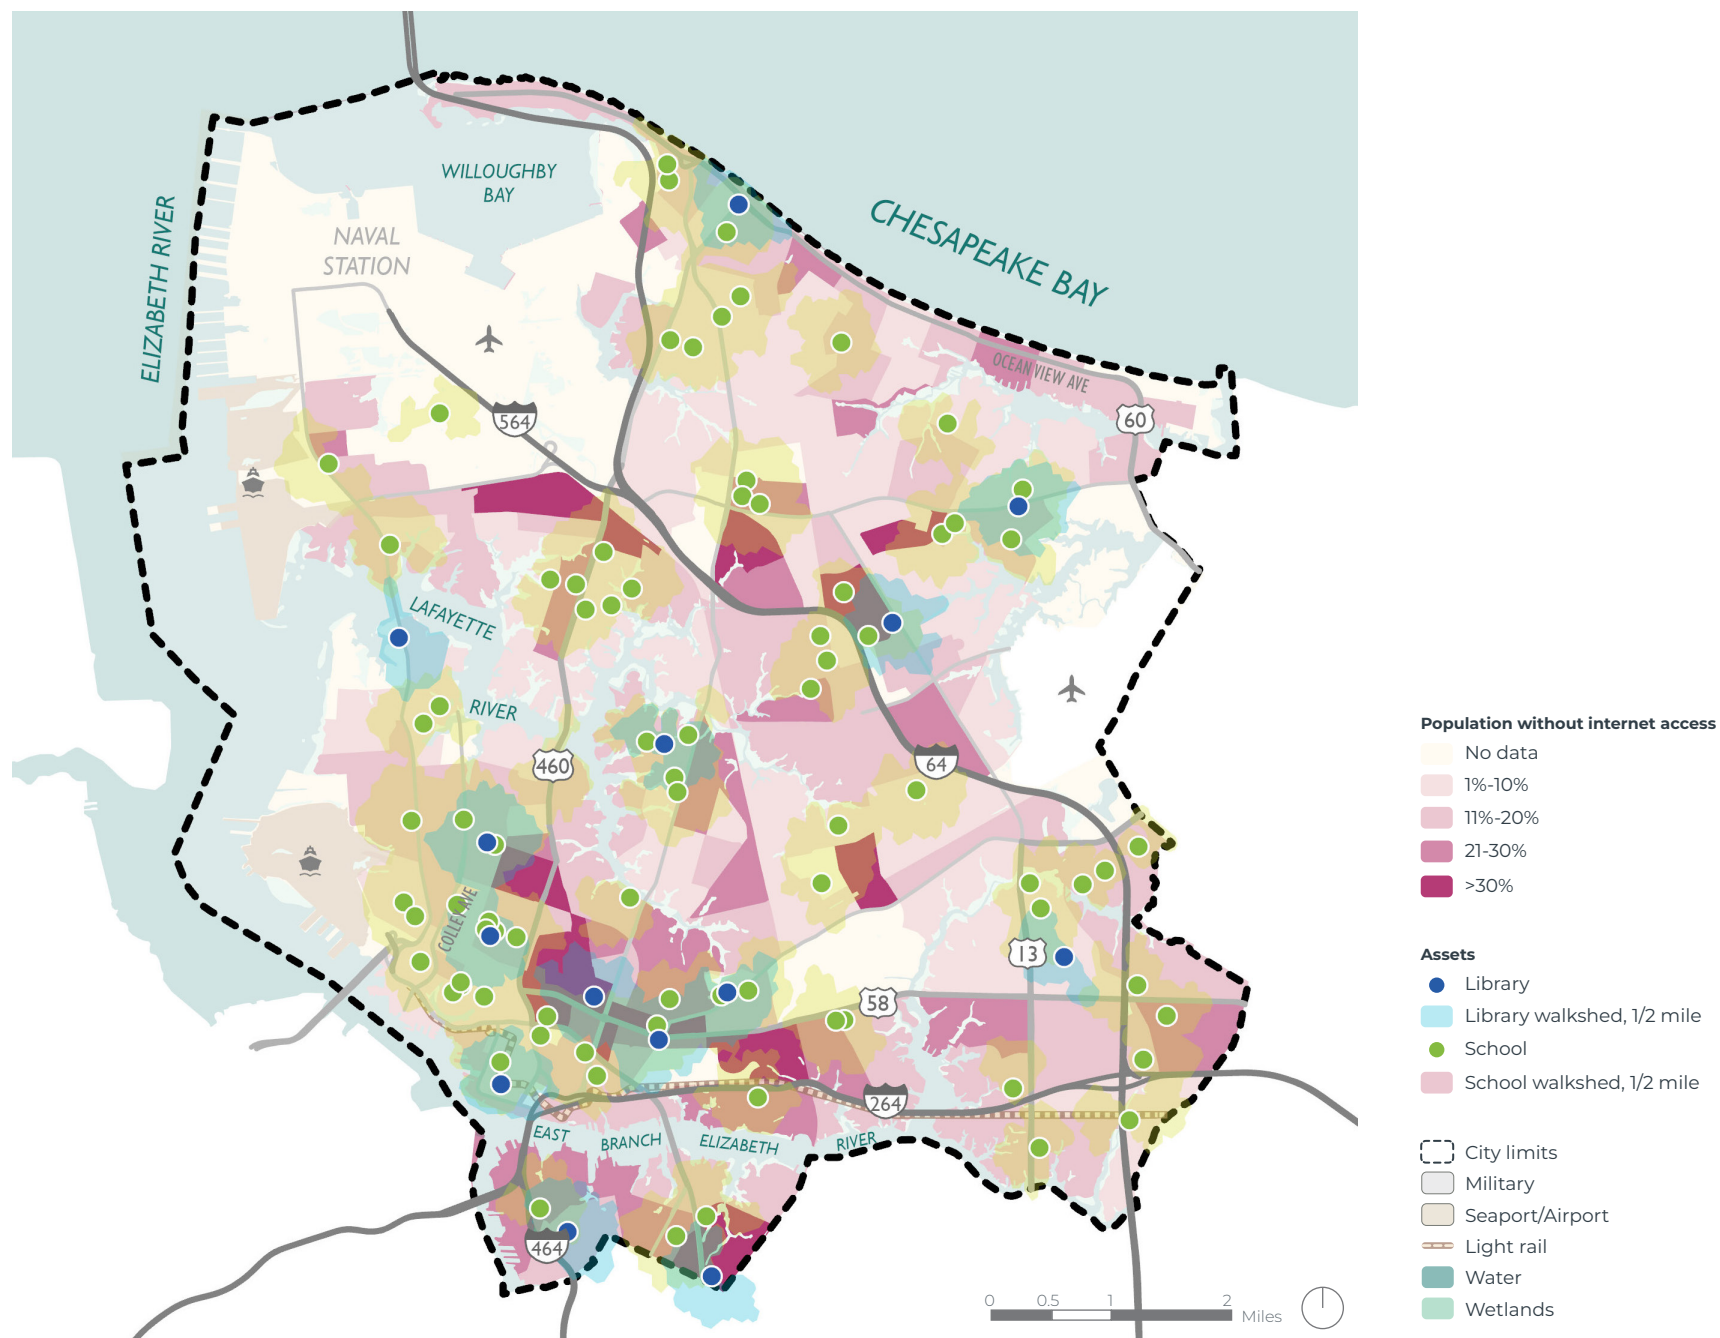 WILLOUGHBY
BAY
CHESAPEAKE BAY
ELIZABETH RIVER
NAVAL
STATION
OCEAN VIEW AVE
60
564
LAFAYETTE
RIVER
460
64
COLLEY AVE
13
58
264
EAST
BRANCH
ELIZABETH
RIVER
464
0
0.5
1
2
Miles
Population without internet access
No data
1%-10%
11%-20%
21-30%
>30%
Assets
Library
Library walkshed, 1/2 mile
School
School walkshed, 1/2 mile
City limits
Military
Seaport/Airport
Light rail
Water
Wetlands